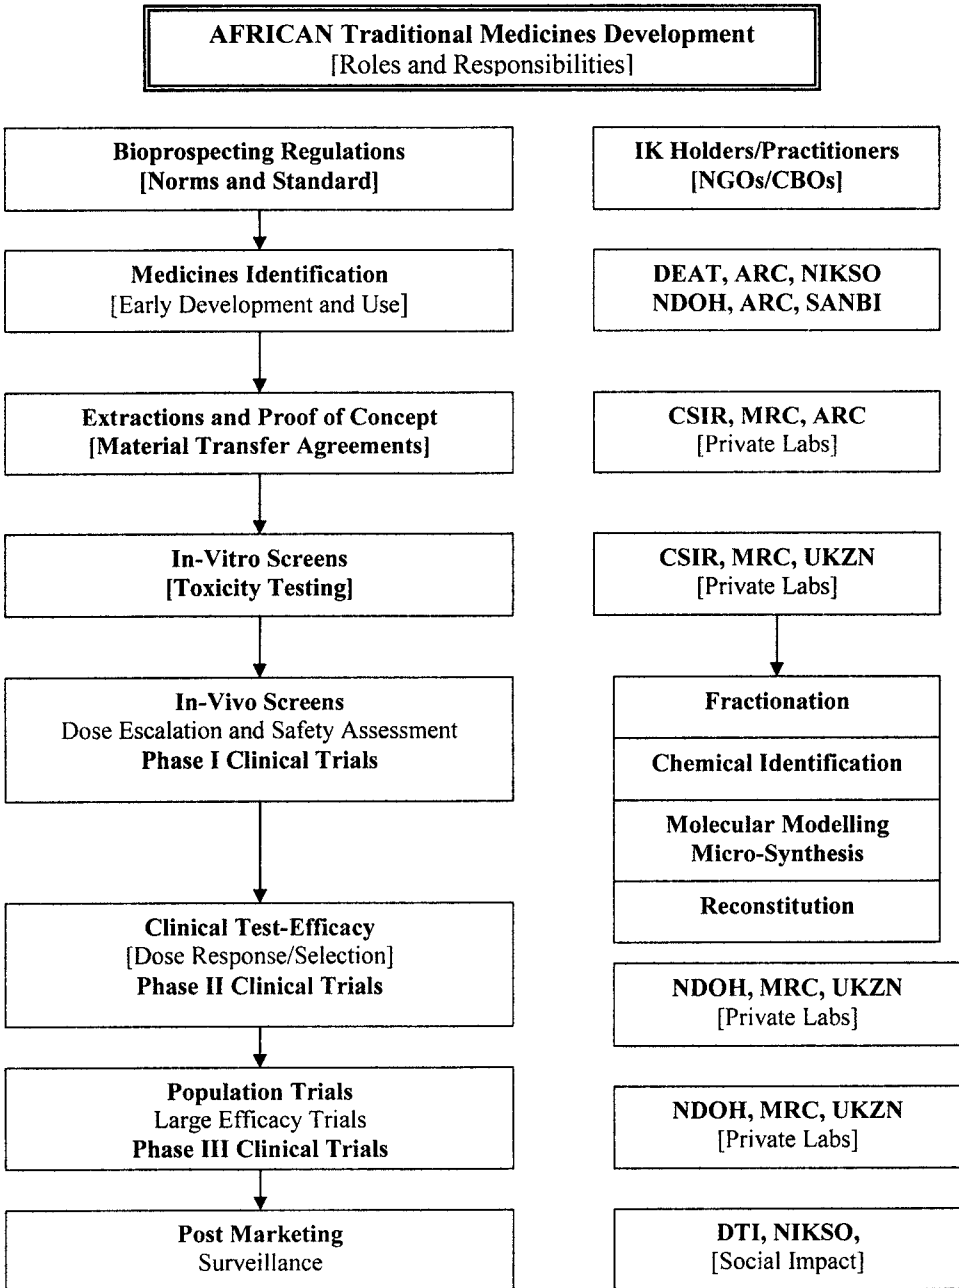 AFRICAN Traditional Medicines Development
[Roles and Responsibilities]
Bioprospecting Regulations
[Norms and Standard]
IK Holders/Practitioners
[NGOs/CBOs]
Medicines Identification
[Early Development and Use]
DEAT, ARC, NIKSO
NDOH, ARC, SANBI
Extractions and Proof of Concept
[Material Transfer Agreements]
CSIR, MRC, ARC
[Private Labs]
In-Vitro Screens
[Toxicity Testing]
CSIR, MRC, UKZN
[Private Labs]
In-Vivo Screens
Dose Escalation and Safety Assessment
Phase I Clinical Trials
Fractionation
Chemical Identification
Molecular Modelling
Micro-Synthesis
Reconstitution
Clinical Test-Efficacy
[Dose Response/Selection]
Phase II Clinical Trials
NDOH, MRC, UKZN
[Private Labs]
Population Trials
Large Efficacy Trials
Phase III Clinical Trials
NDOH, MRC, UKZN
[Private Labs]
Post Marketing
Surveillance
DTI, NIKSO,
[Social Impact]